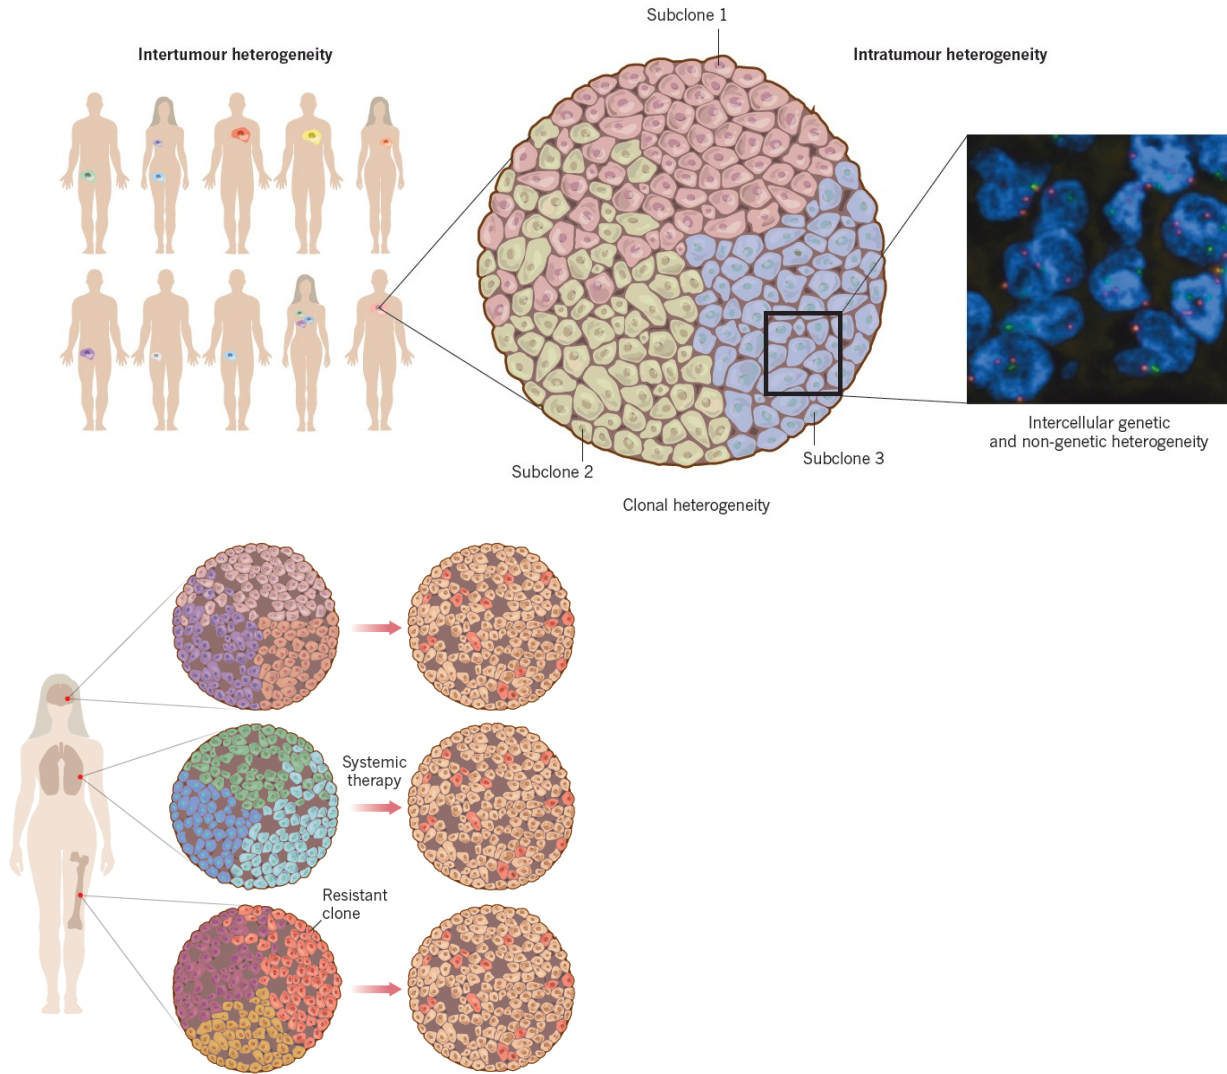 Subclone 1
Intertumour heterogeneity
Intratumour heterogeneity
Intercellular genetic
and non-genetic heterogeneity
Subclone 3
Subclone 2
Clonal heterogeneity
Systemic
therapy
Resistant
clone